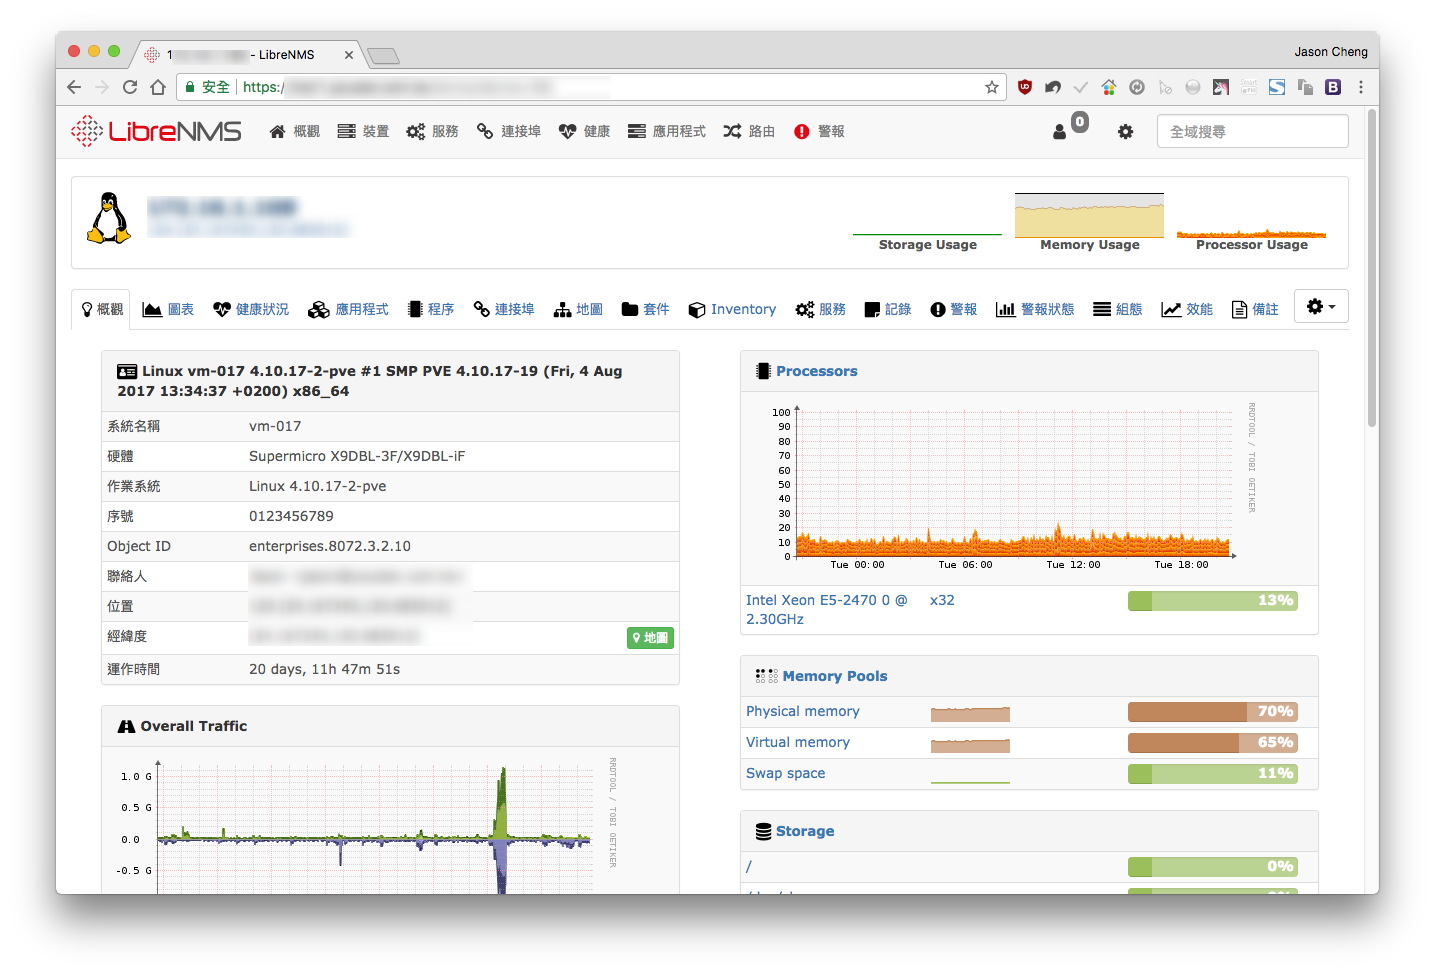 - LibreNMS
Jason Cheng
安全
https:/
LibreNMS
概觀
裝置
服務
連接埠
健康
應用程式
路由
警報
0
全域搜尋
Storage Usage
Memory Usage
Processor Usage
概觀
圖表
健康狀況
應用程式
程序
連接埠
地圖
套件
Inventory
服務
記錄
警報
警報狀態
組態
效能
備註
Linux vm-017 4.10.17-2-pve #1 SMP PVE 4.10.17-19 (Fri, 4 Aug
2017 13:34:37 +0200) x86_64
系統名稱 vm-017
硬體 Supermicro X9DBL-3F/X9DBL-iF
作業系統 Linux 4.10.17-2-pve
序號 0123456789
Object ID enterprises.8072.3.2.10
聯絡人
位置
經緯度 地圖
運作時間 20 days, 11h 47m 51s
Overall Traffic
1.0 G
0.5 G
0.0
-0.5 G
RRDTOOL / TOBI OETIKER
Processors
100
90
80
70
60
50
40
30
20
10
0
Tue 00:00 Tue 06:00 Tue 12:00 Tue 18:00
RRDTOOL / TOBI OETIKER
Intel Xeon E5-2470 0 @ x32 13%
2.30GHz
Memory Pools
Physical memory 70%
Virtual memory 65%
Swap space 11%
Storage
/ 0%